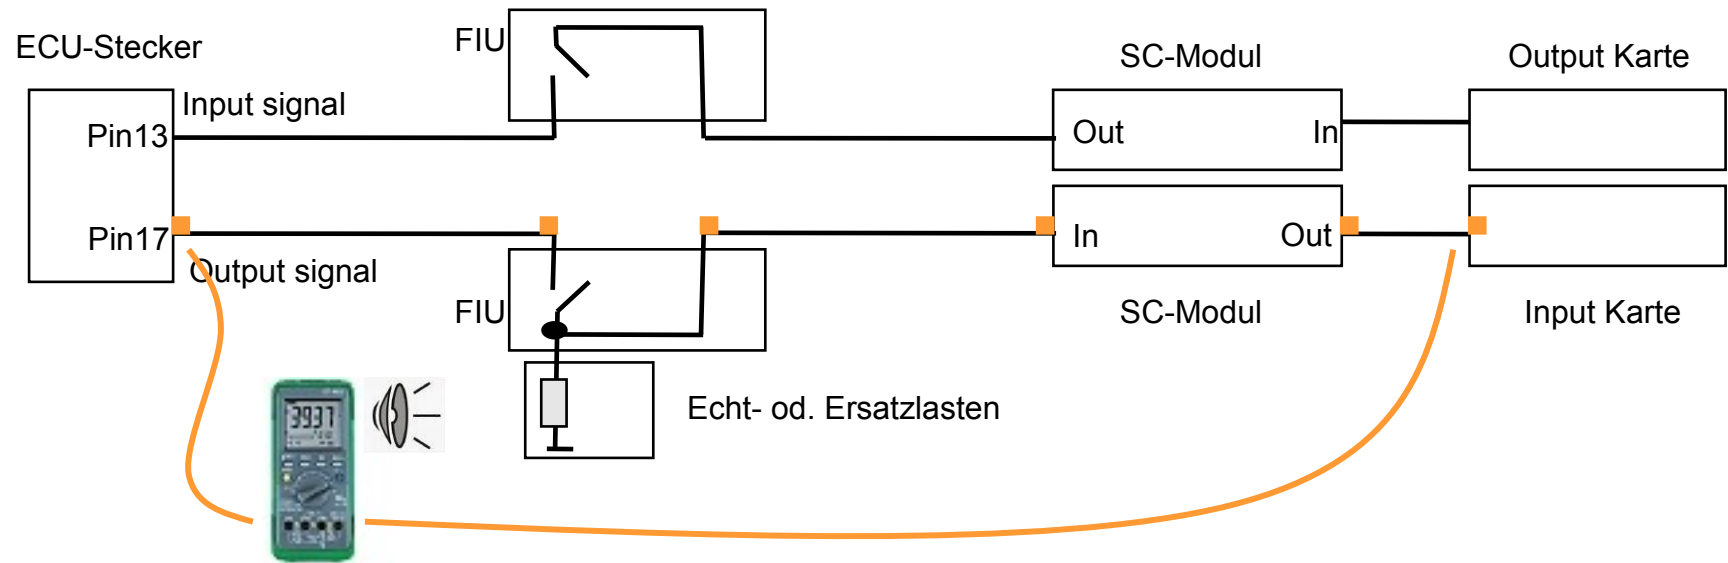 ECU-Stecker
FIU
SC-Modul
Output Karte
Input signal
Pin13
Out
In
Pin17
In
Out
Output signal
FIU
SC-Modul
Input Karte
Echt- od. Ersatzlasten
3937